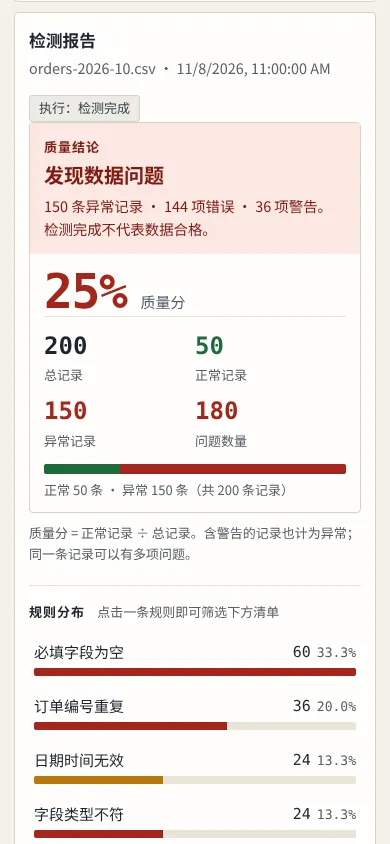 检测报告
orders-2026-10.csv • 11/8/2026, 11:00:00 AM
执行：检测完成
质量结论
发现数据问题
150 条异常记录 • 144 项错误 • 36 项警告。
检测完成不代表数据合格。
25% 质量分
200 50
总记录 正常记录
150 180
异常记录 问题数量
正常 50 条 • 异常 150 条（共 200 条记录）
质量分 = 正常记录 ÷ 总记录。含警告的记录也计为异常；
同一条记录可以有多项问题。
规则分布 点击一条规则即可筛选下方清单
必填字段为空 60 33.3%
订单编号重复 36 20.0%
日期时间无效 24 13.3%
字段类型不符 24 13.3%